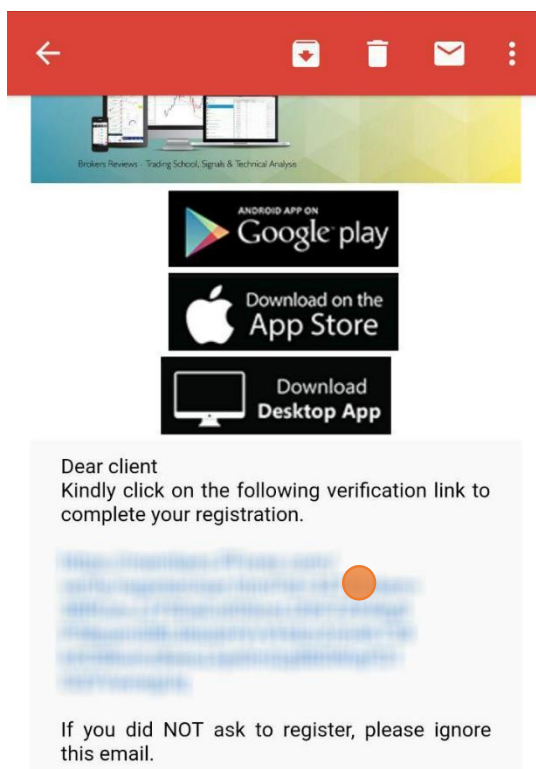 Brokers Reviews - Trading School, Signals & Technical Analysis
ANDROID APP ON
Google play
Download on the
App Store
Download
Desktop App
Dear client
Kindly click on the following verification link to
complete your registration.
If you did NOT ask to register, please ignore
this email.